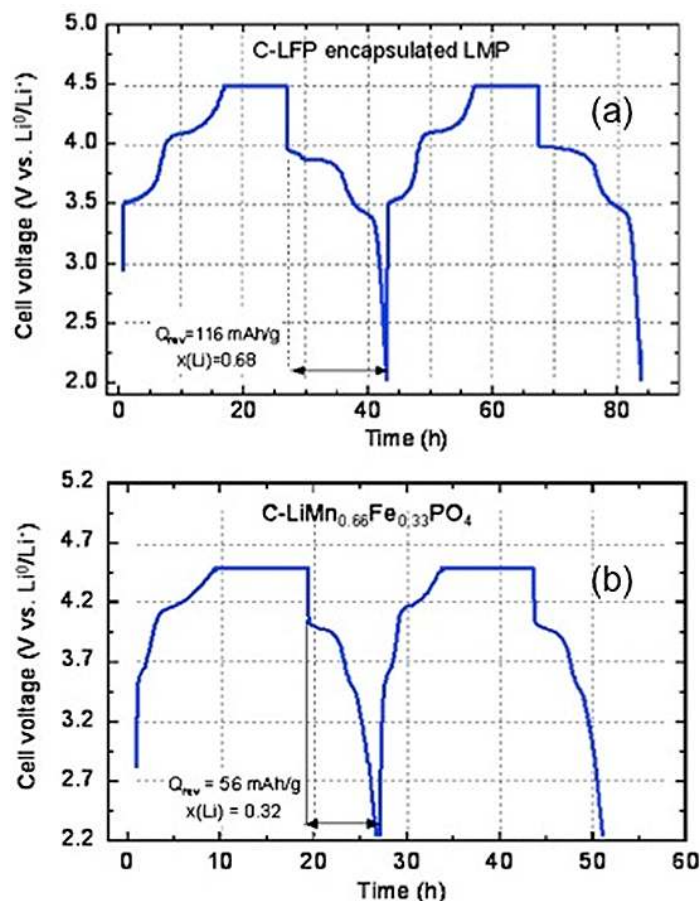 C-LFP encapsulated LMP
(a)
Cell voltage (V vs. Li⁰/Li⁺)
5.0
4.5
4.0
3.5
3.0
2.5
2.0
Q_rev=116 mAh/g
x(Li)=0.68
0 20 40 60 80
Time (h)
C-LiMn₀.₆₆Fe₀.₃₃PO₄
(b)
Cell voltage (V vs. Li⁰/Li⁺)
5.2
4.7
4.2
3.7
3.2
2.7
2.2
Q_rev = 56 mAh/g
x(Li) = 0.32
0 10 20 30 40 50 60
Time (h)